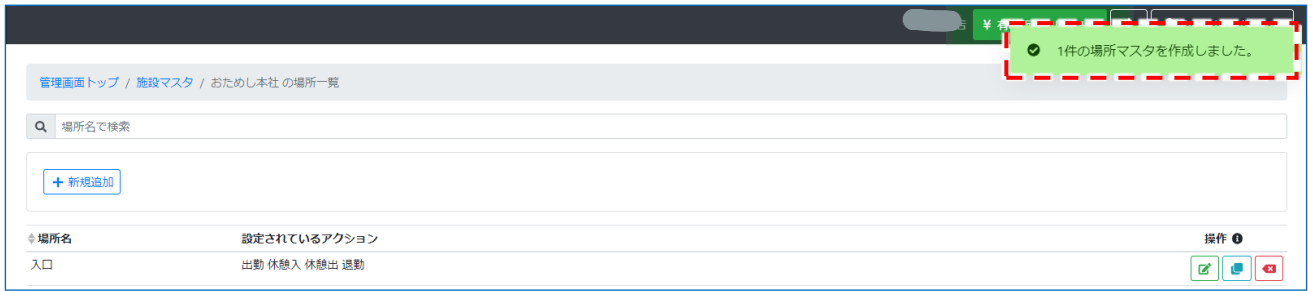 店 ¥ 有
1件の場所マスタを作成しました。
管理画面トップ / 施設マスタ / おためし本社 の場所一覧
場所名で検索
+ 新規追加
場所名 設定されているアクション 操作
入口 出勤 休憩入 休憩出 退勤